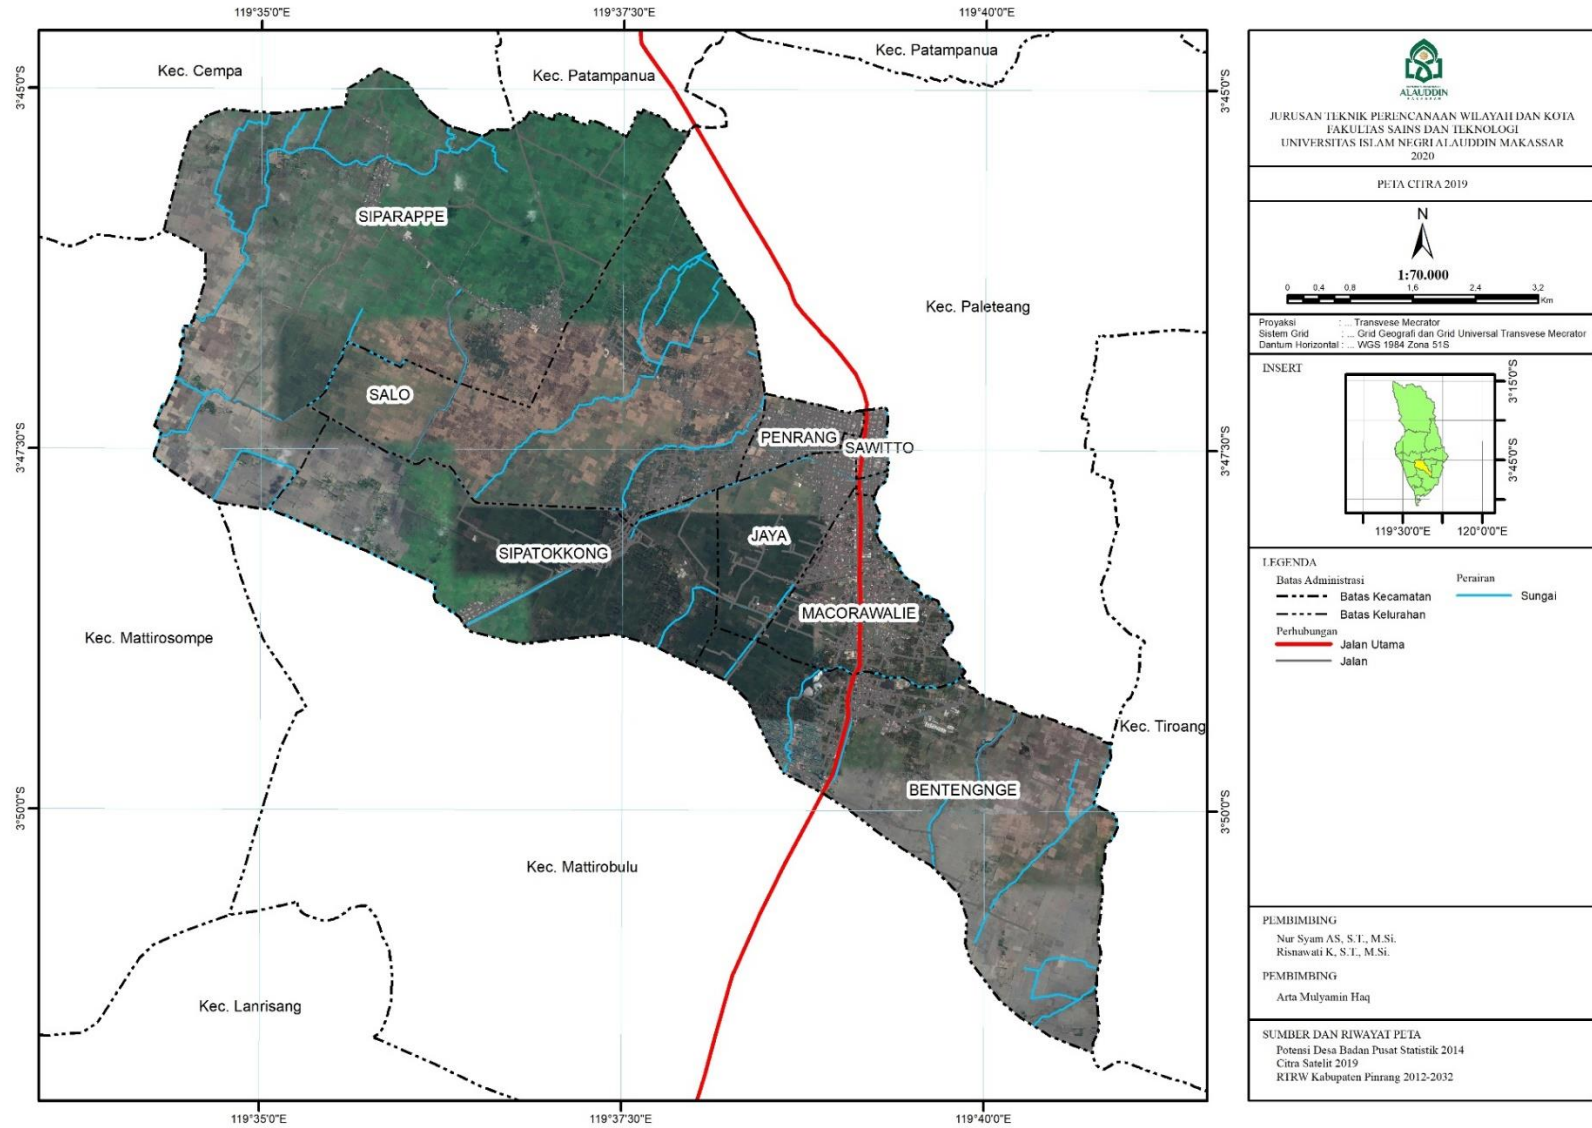 119°35'0"E
119°37'30"E
119°40'0"E
3°45'0"S
3°45'0"S
Kec. Cempa
Kec. Patampanua
Kec. Patampanua
SIPARAPPE
Kec. Paleteang
SALO
PENRANG
SAWITTO
3°47'30"S
3°47'30"S
JAYA
SIPATOKKONG
MACORAWALIE
Kec. Mattirosompe
Kec. Tiroang
BENTENGNGE
3°50'0"S
3°50'0"S
Kec. Mattirobulu
Kec. Lanrisang
119°35'0"E
119°37'30"E
119°40'0"E
ALAUDDIN
JURUSAN TEKNIK PERENCANAAN WILAYAH DAN KOTA
FAKULTAS SAINS DAN TEKNOLOGI
UNIVERSITAS ISLAM NEGRI ALAUDDIN MAKASSAR
2020
PETA CITRA 2019
N
1:70.000
0 0,4 0,8 1,6 2,4 3,2
Km
Proyaksi : ... Transvese Mecrator
Sistem Grid : ... Grid Geografi dan Grid Universal Transvese Mecrator
Dantum Horizontal : ... WGS 1984 Zona 51S
INSERT
3°15'0"S
3°45'0"S
119°30'0"E 120°0'0"E
LEGENDA
Batas Administrasi
Batas Kecamatan
Batas Kelurahan
Perhubungan
Jalan Utama
Jalan
Perairan
Sungai
PEMBIMBING
Nur Syam AS, S.T., M.Si.
Risnawati K, S.T., M.Si.
PEMBIMBING
Arta Mulyamin Haq
SUMBER DAN RIWAYAT PETA
Potensi Desa Badan Pusat Statistik 2014
Citra Satelit 2019
RTRW Kabupaten Pinrang 2012-2032